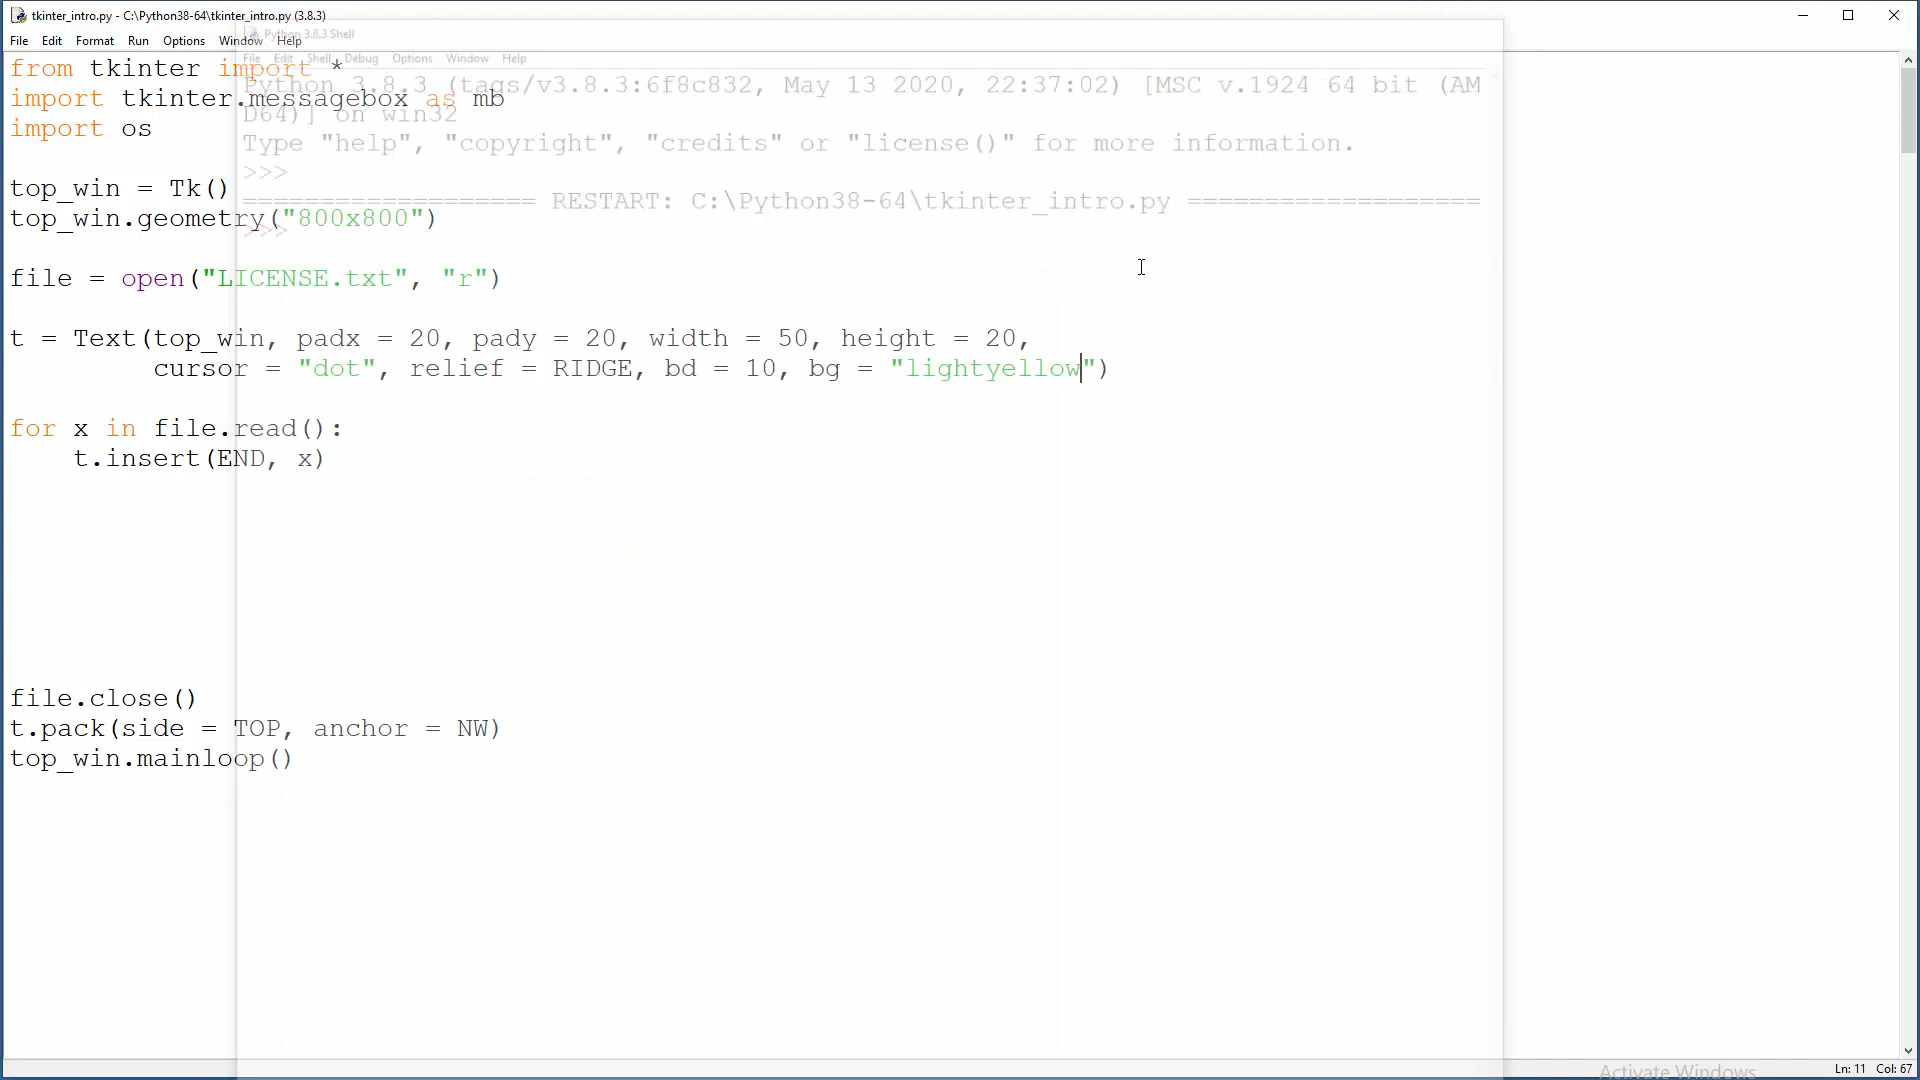 tkinter_intro.py - C:\Python38-64\tkinter_intro.py (3.8.3)
File Edit Format Run Options Window Help
from tkinter import *
import tkinter.messagebox as mb
import os
top_win = Tk()
top_win.geometry("800x800")
file = open("LICENSE.txt", "r")
t = Text(top_win, padx = 20, pady = 20, width = 50, height = 20,
cursor = "dot", relief = RIDGE, bd = 10, bg = "lightyellow")
for x in file.read():
t.insert(END, x)
file.close()
t.pack(side = TOP, anchor = NW)
top_win.mainloop()
Python 3.8.3 Shell
File Edit Shell Debug Options Window Help
Python 3.8.3 (tags/v3.8.3:6f8c832, May 13 2020, 22:37:02) [MSC v.1924 64 bit (AM
D64)] on win32
Type "help", "copyright", "credits" or "license()" for more information.
>>>
=================== RESTART: C:\Python38-64\tkinter_intro.py ===================
>>>
Activate Windows
Ln: 11 Col: 67